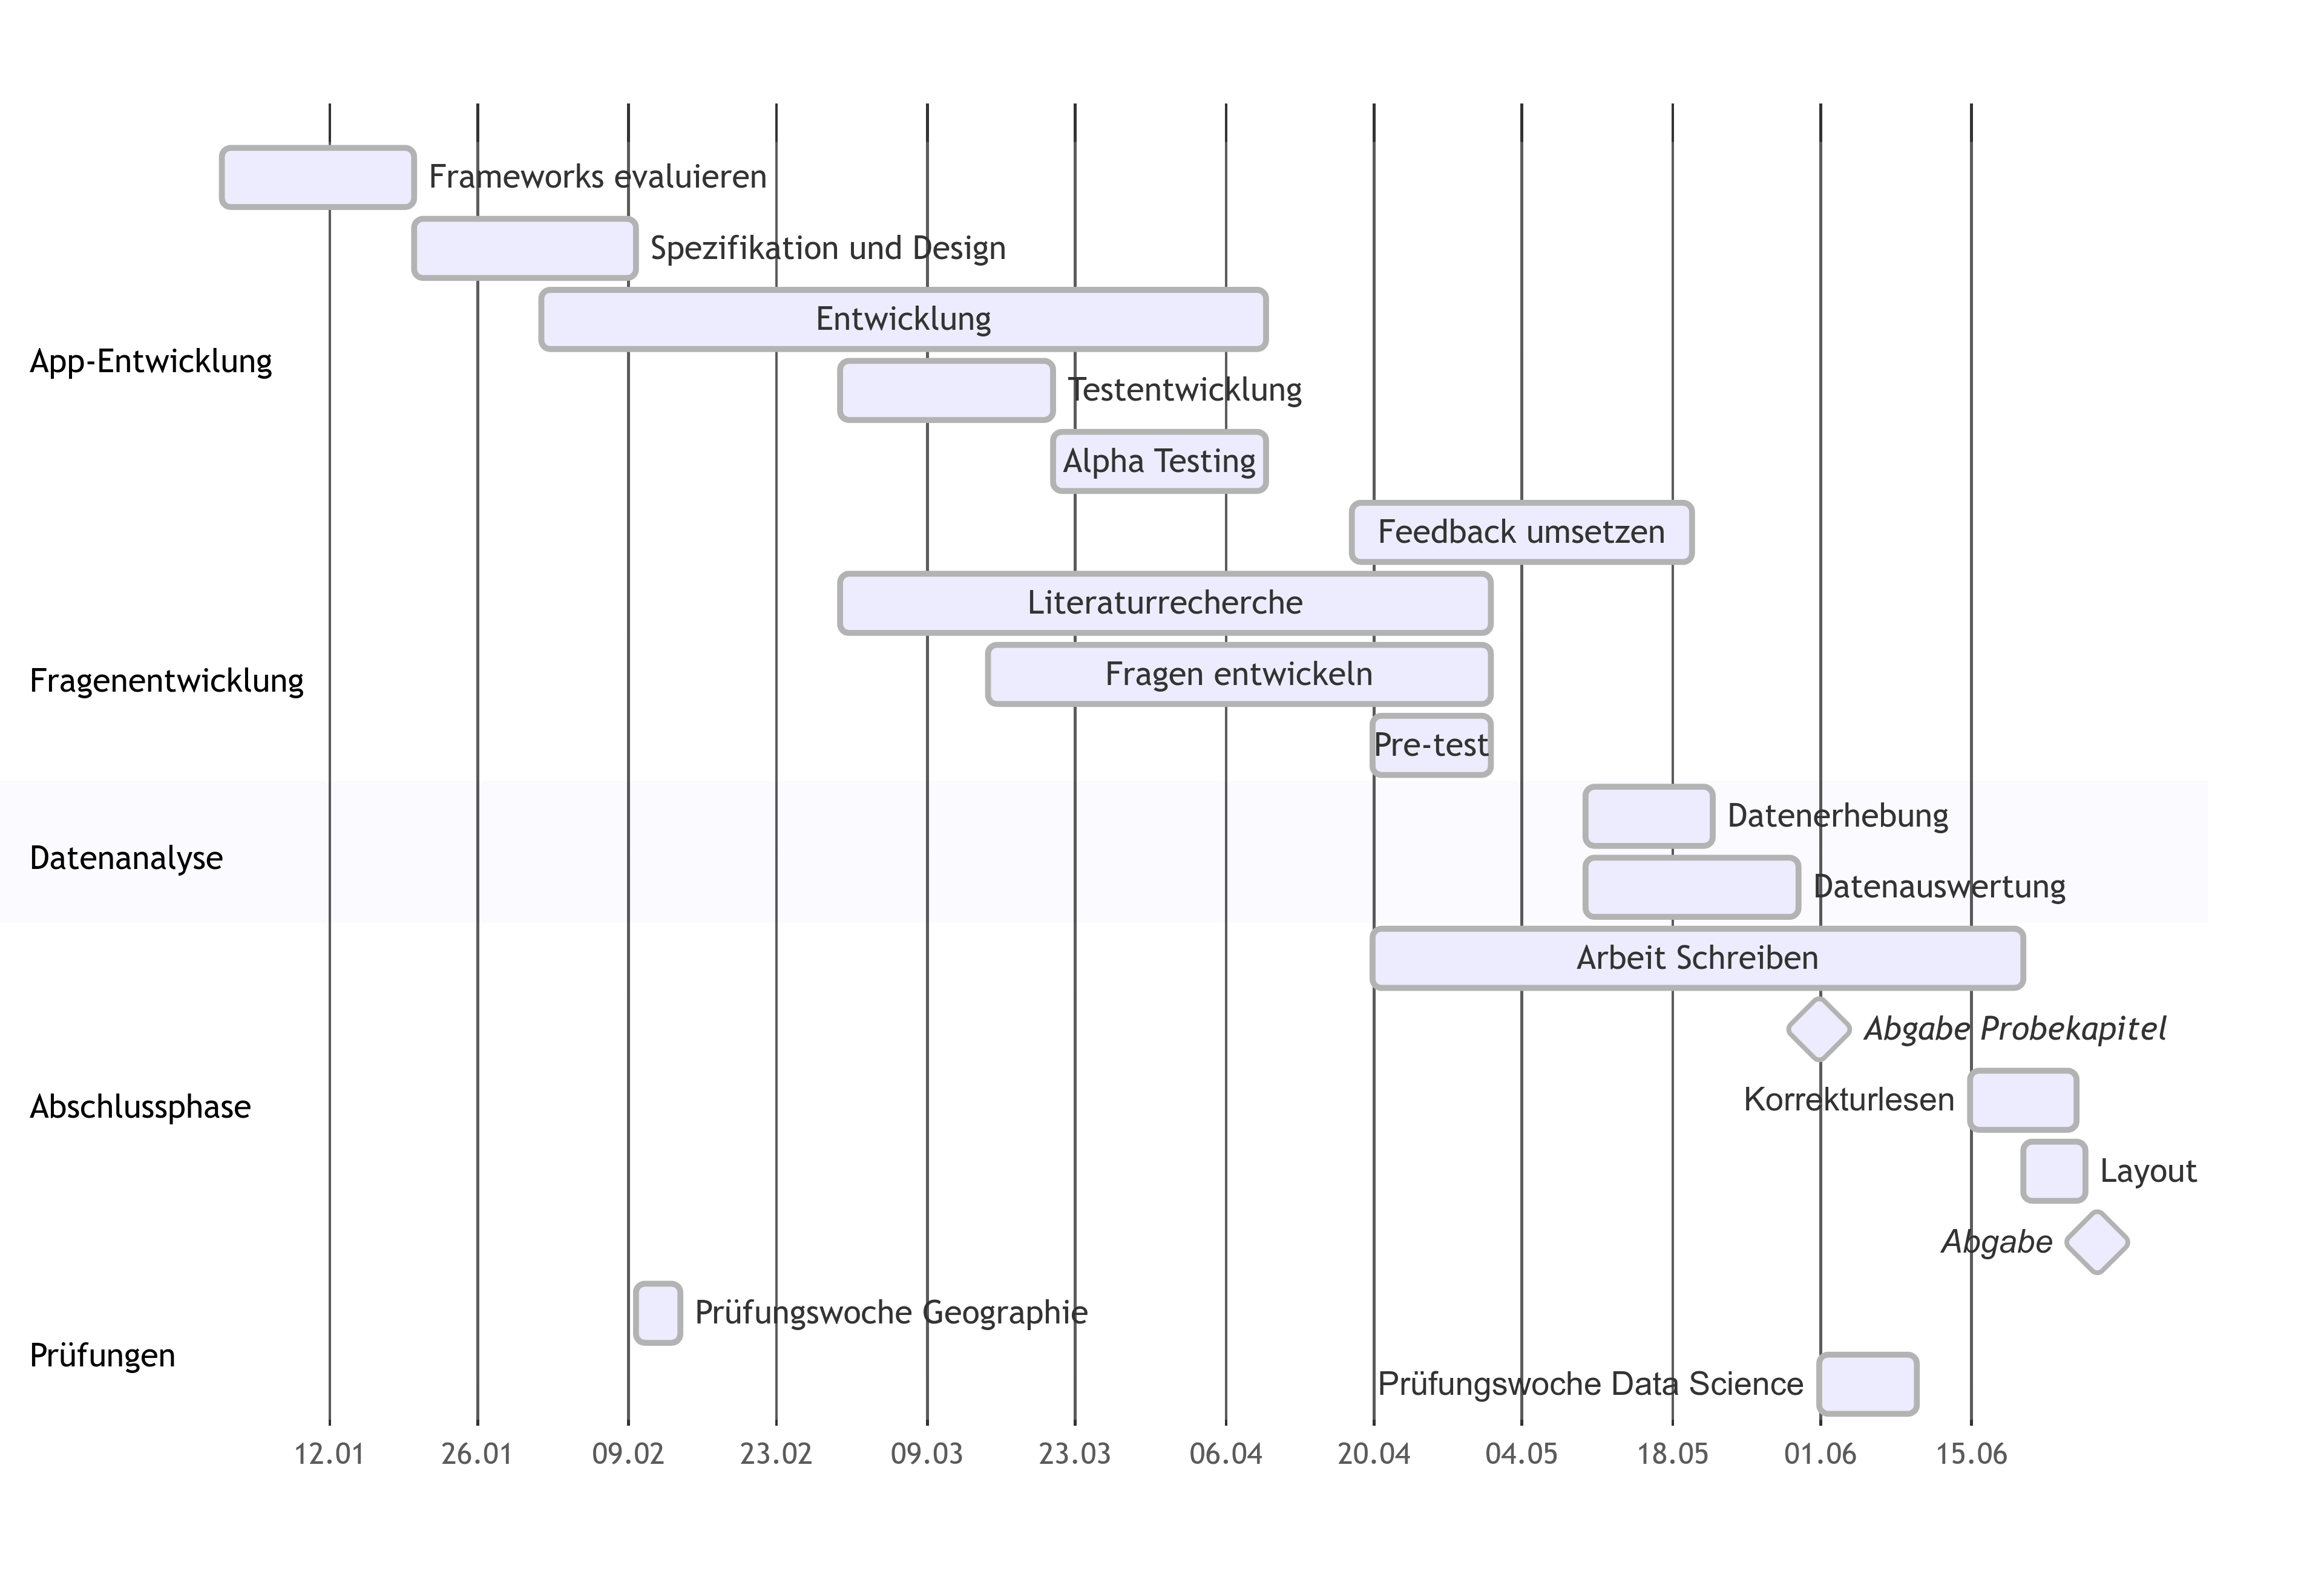 Frameworks evaluieren
Spezifikation und Design
Entwicklung
App-Entwicklung
Testentwicklung
Alpha Testing
Feedback umsetzen
Literaturrecherche
Fragen entwickeln
Fragenentwicklung
Pre-test
Datenerhebung
Datenanalyse
Datenauswertung
Arbeit Schreiben
Abgabe Probekapitel
Korrekturlesen
Abschlussphase
Layout
Abgabe
Prüfungswoche Geographie
Prüfungen
Prüfungswoche Data Science
12.01 26.01 09.02 23.02 09.03 23.03 06.04 20.04 04.05 18.05 01.06 15.06